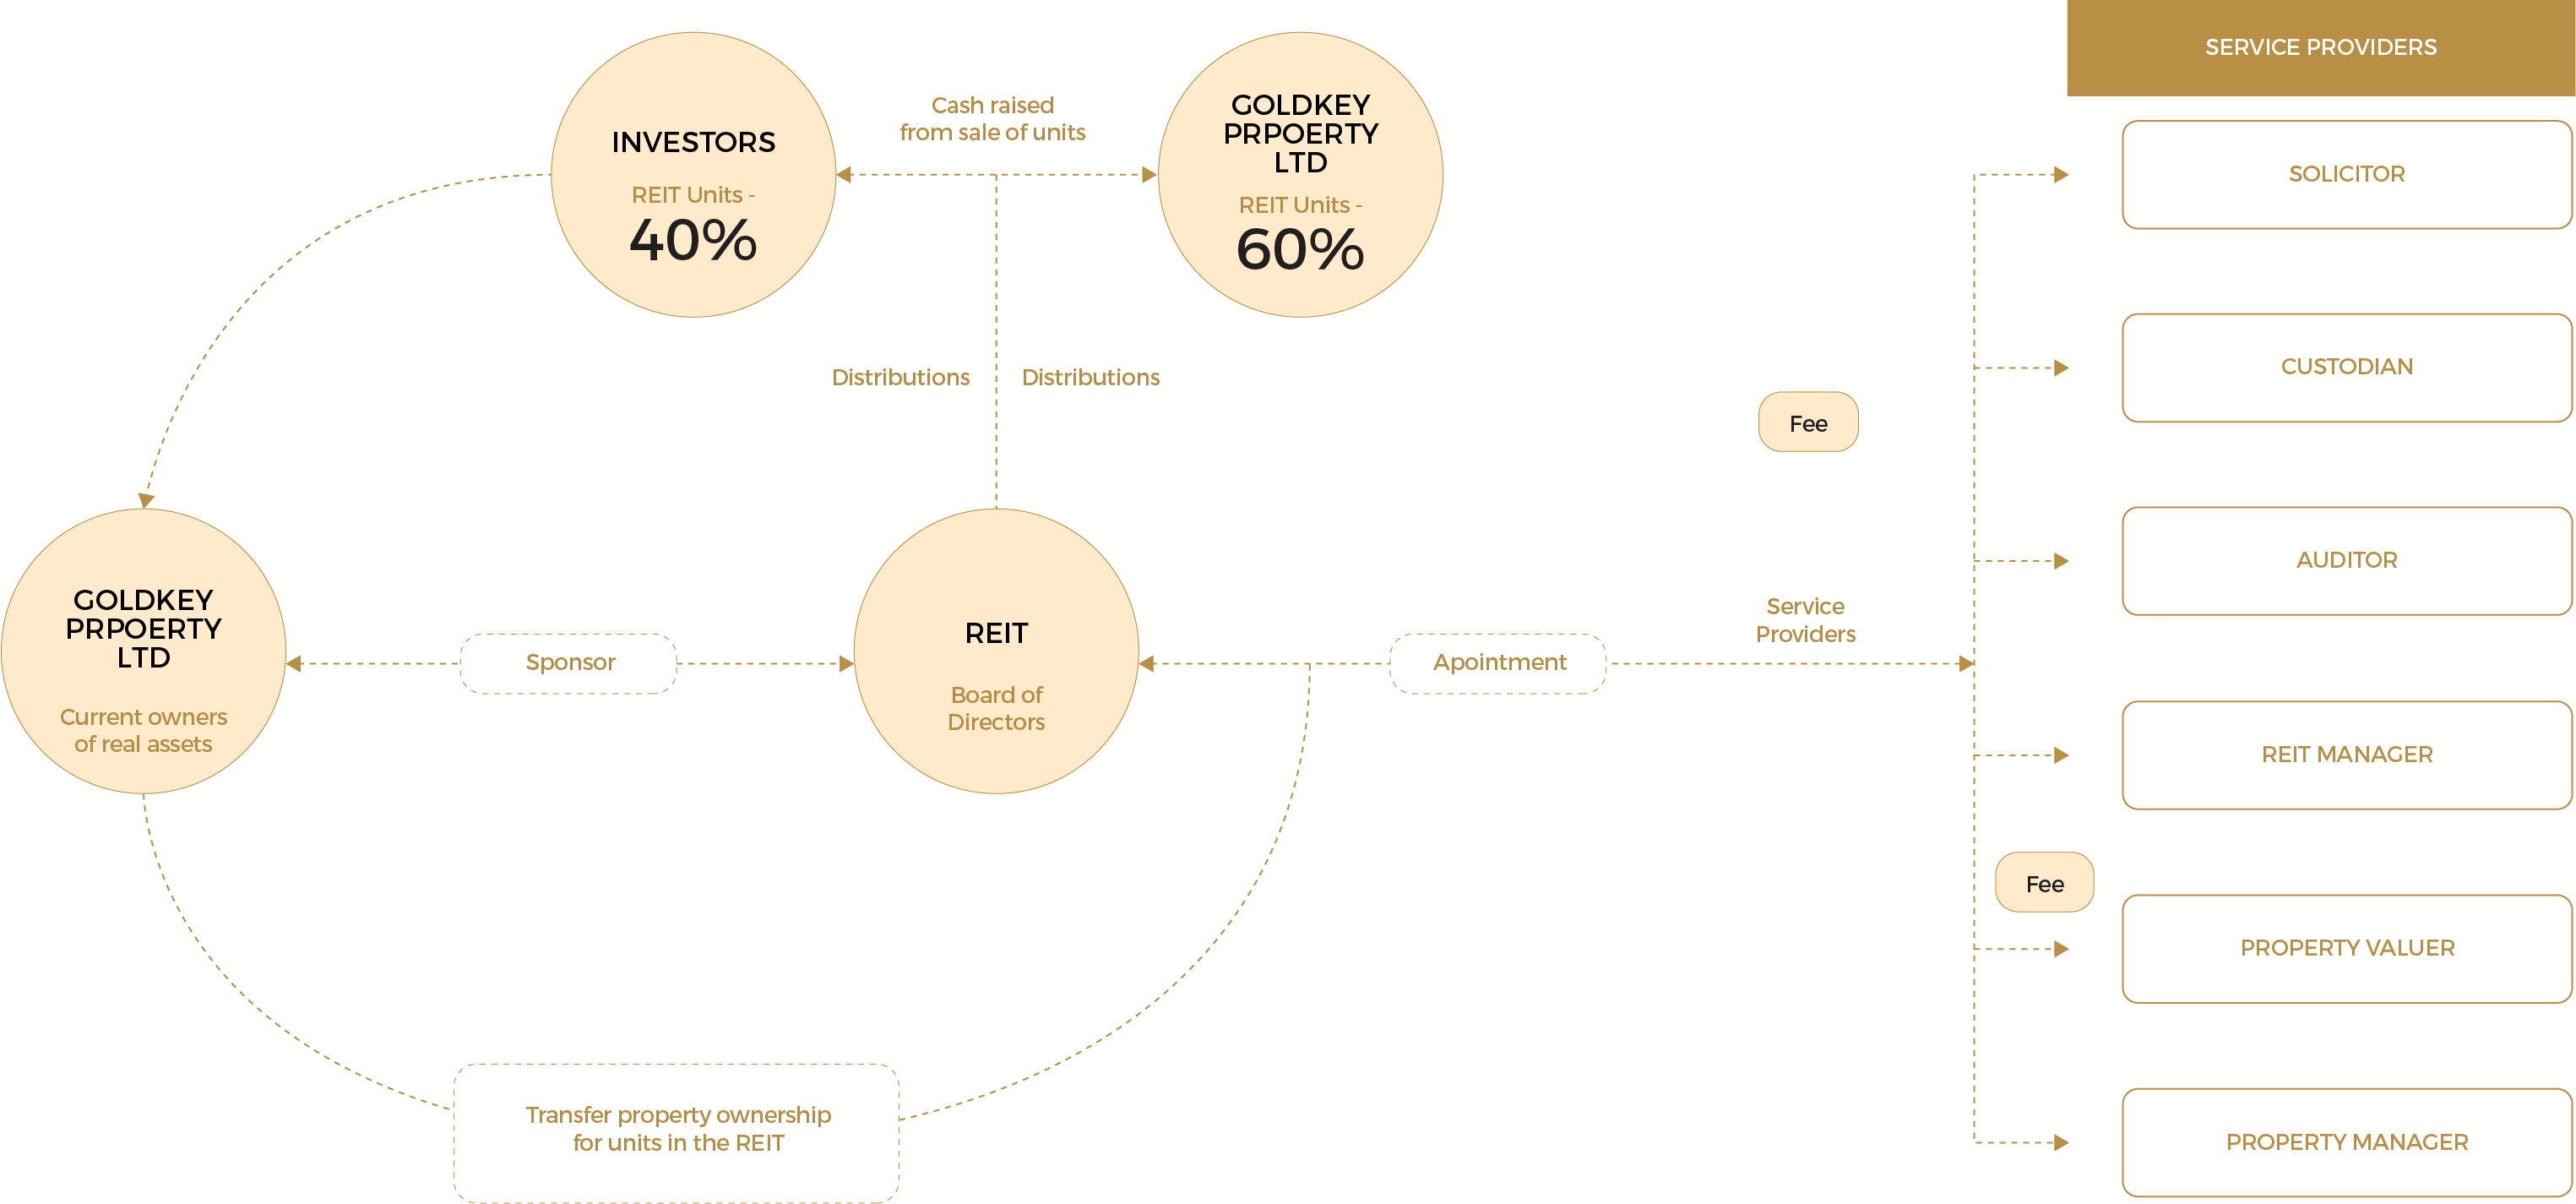 SERVICE PROVIDERS
INVESTORS
REIT Units -
40%
Cash raised
from sale of units
GOLDKEY
PRPOERTY
LTD
REIT Units -
60%
Distributions
Distributions
GOLDKEY
PRPOERTY
LTD
Current owners
of real assets
Sponsor
REIT
Board of
Directors
Apointment
Service
Providers
Fee
Fee
Transfer property ownership
for units in the REIT
SOLICITOR
CUSTODIAN
AUDITOR
REIT MANAGER
PROPERTY VALUER
PROPERTY MANAGER